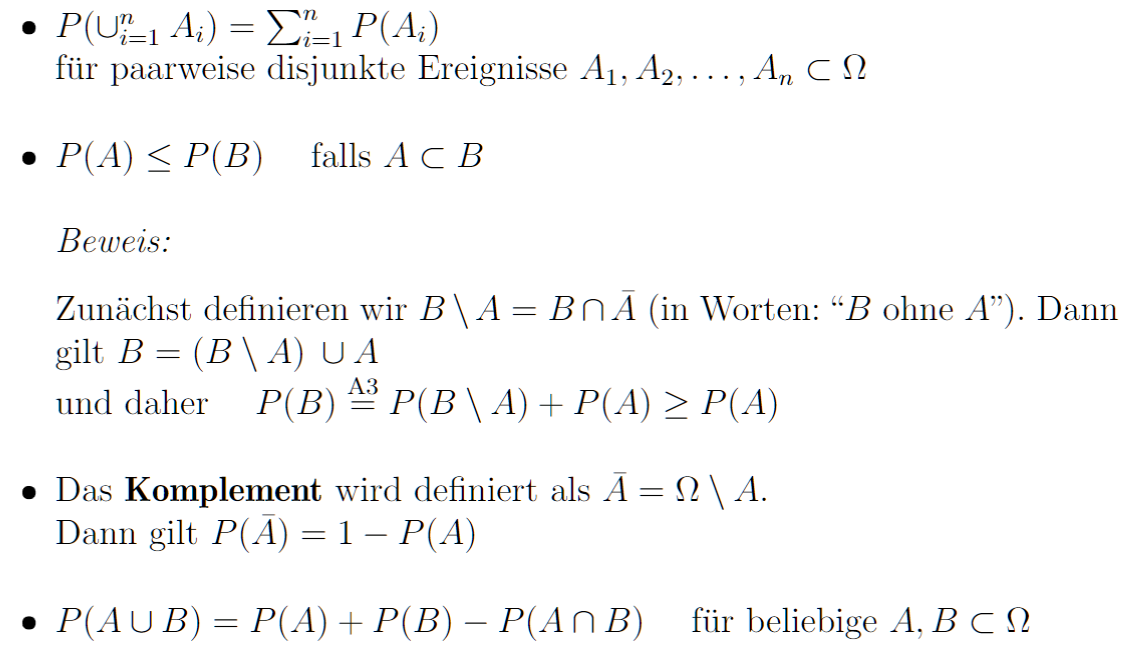 • P(∪ⁿᵢ₌₁ Aᵢ) = ∑ⁿᵢ₌₁ P(Aᵢ)
für paarweise disjunkte Ereignisse A₁, A₂, . . . , Aₙ ⊂ Ω
• P(A) ≤ P(B) falls A ⊂ B
Beweis:
Zunächst definieren wir B \ A = B ∩ Ā (in Worten: “B ohne A”). Dann
gilt B = (B \ A) ∪ A
und daher P(B) A3= P(B \ A) + P(A) ≥ P(A)
• Das Komplement wird definiert als Ā = Ω \ A.
Dann gilt P(Ā) = 1 − P(A)
• P(A ∪ B) = P(A) + P(B) − P(A ∩ B) für beliebige A, B ⊂ Ω